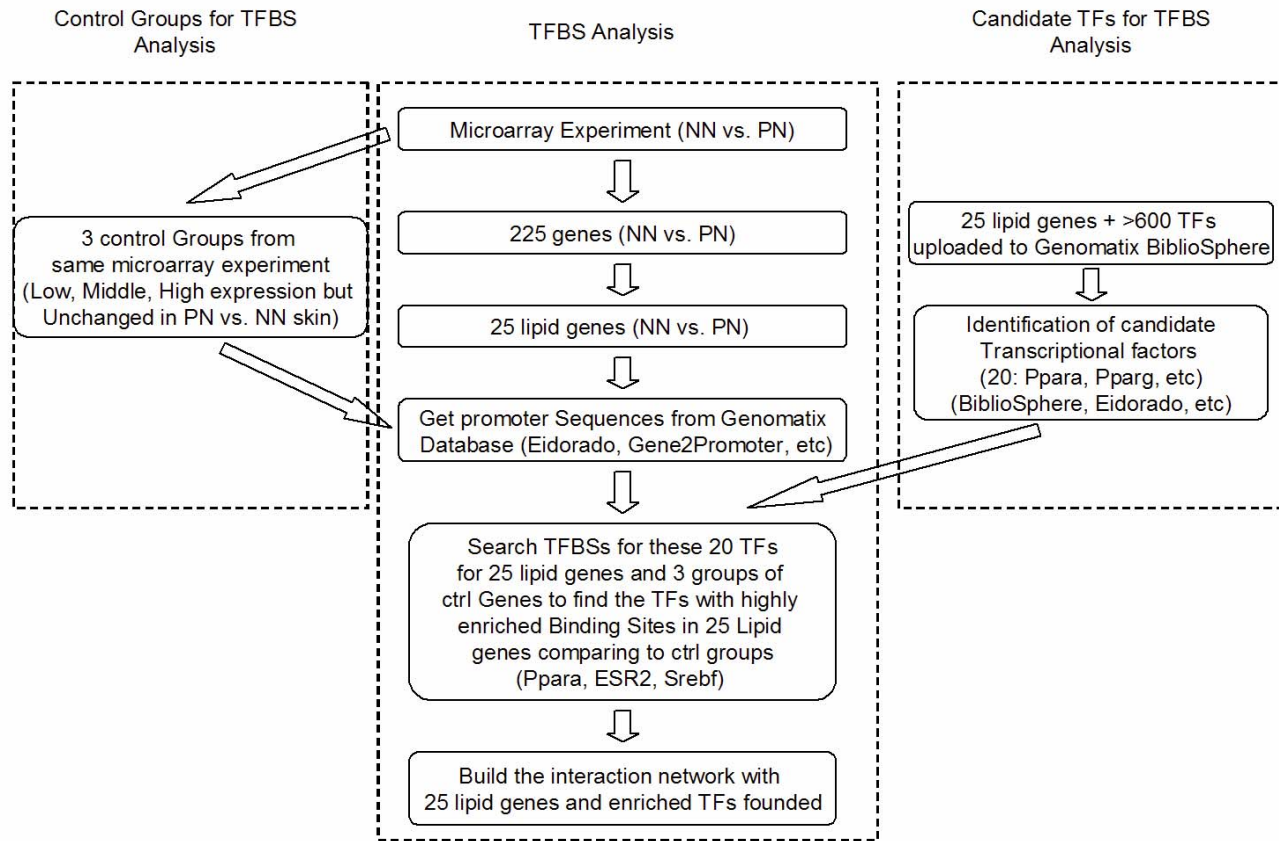 Control Groups for TFBS
Analysis
3 control Groups from
same microarray experiment
(Low, Middle, High expression but
Unchanged in PN vs. NN skin)
TFBS Analysis
Microarray Experiment (NN vs. PN)
225 genes (NN vs. PN)
25 lipid genes (NN vs. PN)
Get promoter Sequences from Genomatix
Database (Eidorado, Gene2Promoter, etc)
Search TFBSs for these 20 TFs
for 25 lipid genes and 3 groups of
ctrl Genes to find the TFs with highly
enriched Binding Sites in 25 Lipid
genes comparing to ctrl groups
(Ppara, ESR2, Srebf)
Build the interaction network with
25 lipid genes and enriched TFs founded
Candidate TFs for TFBS
Analysis
25 lipid genes + >600 TFs
uploaded to Genomatix BiblioSphere
Identification of candidate
Transcriptional factors
(20: Ppara, Pparg, etc)
(BiblioSphere, Eidorado, etc)